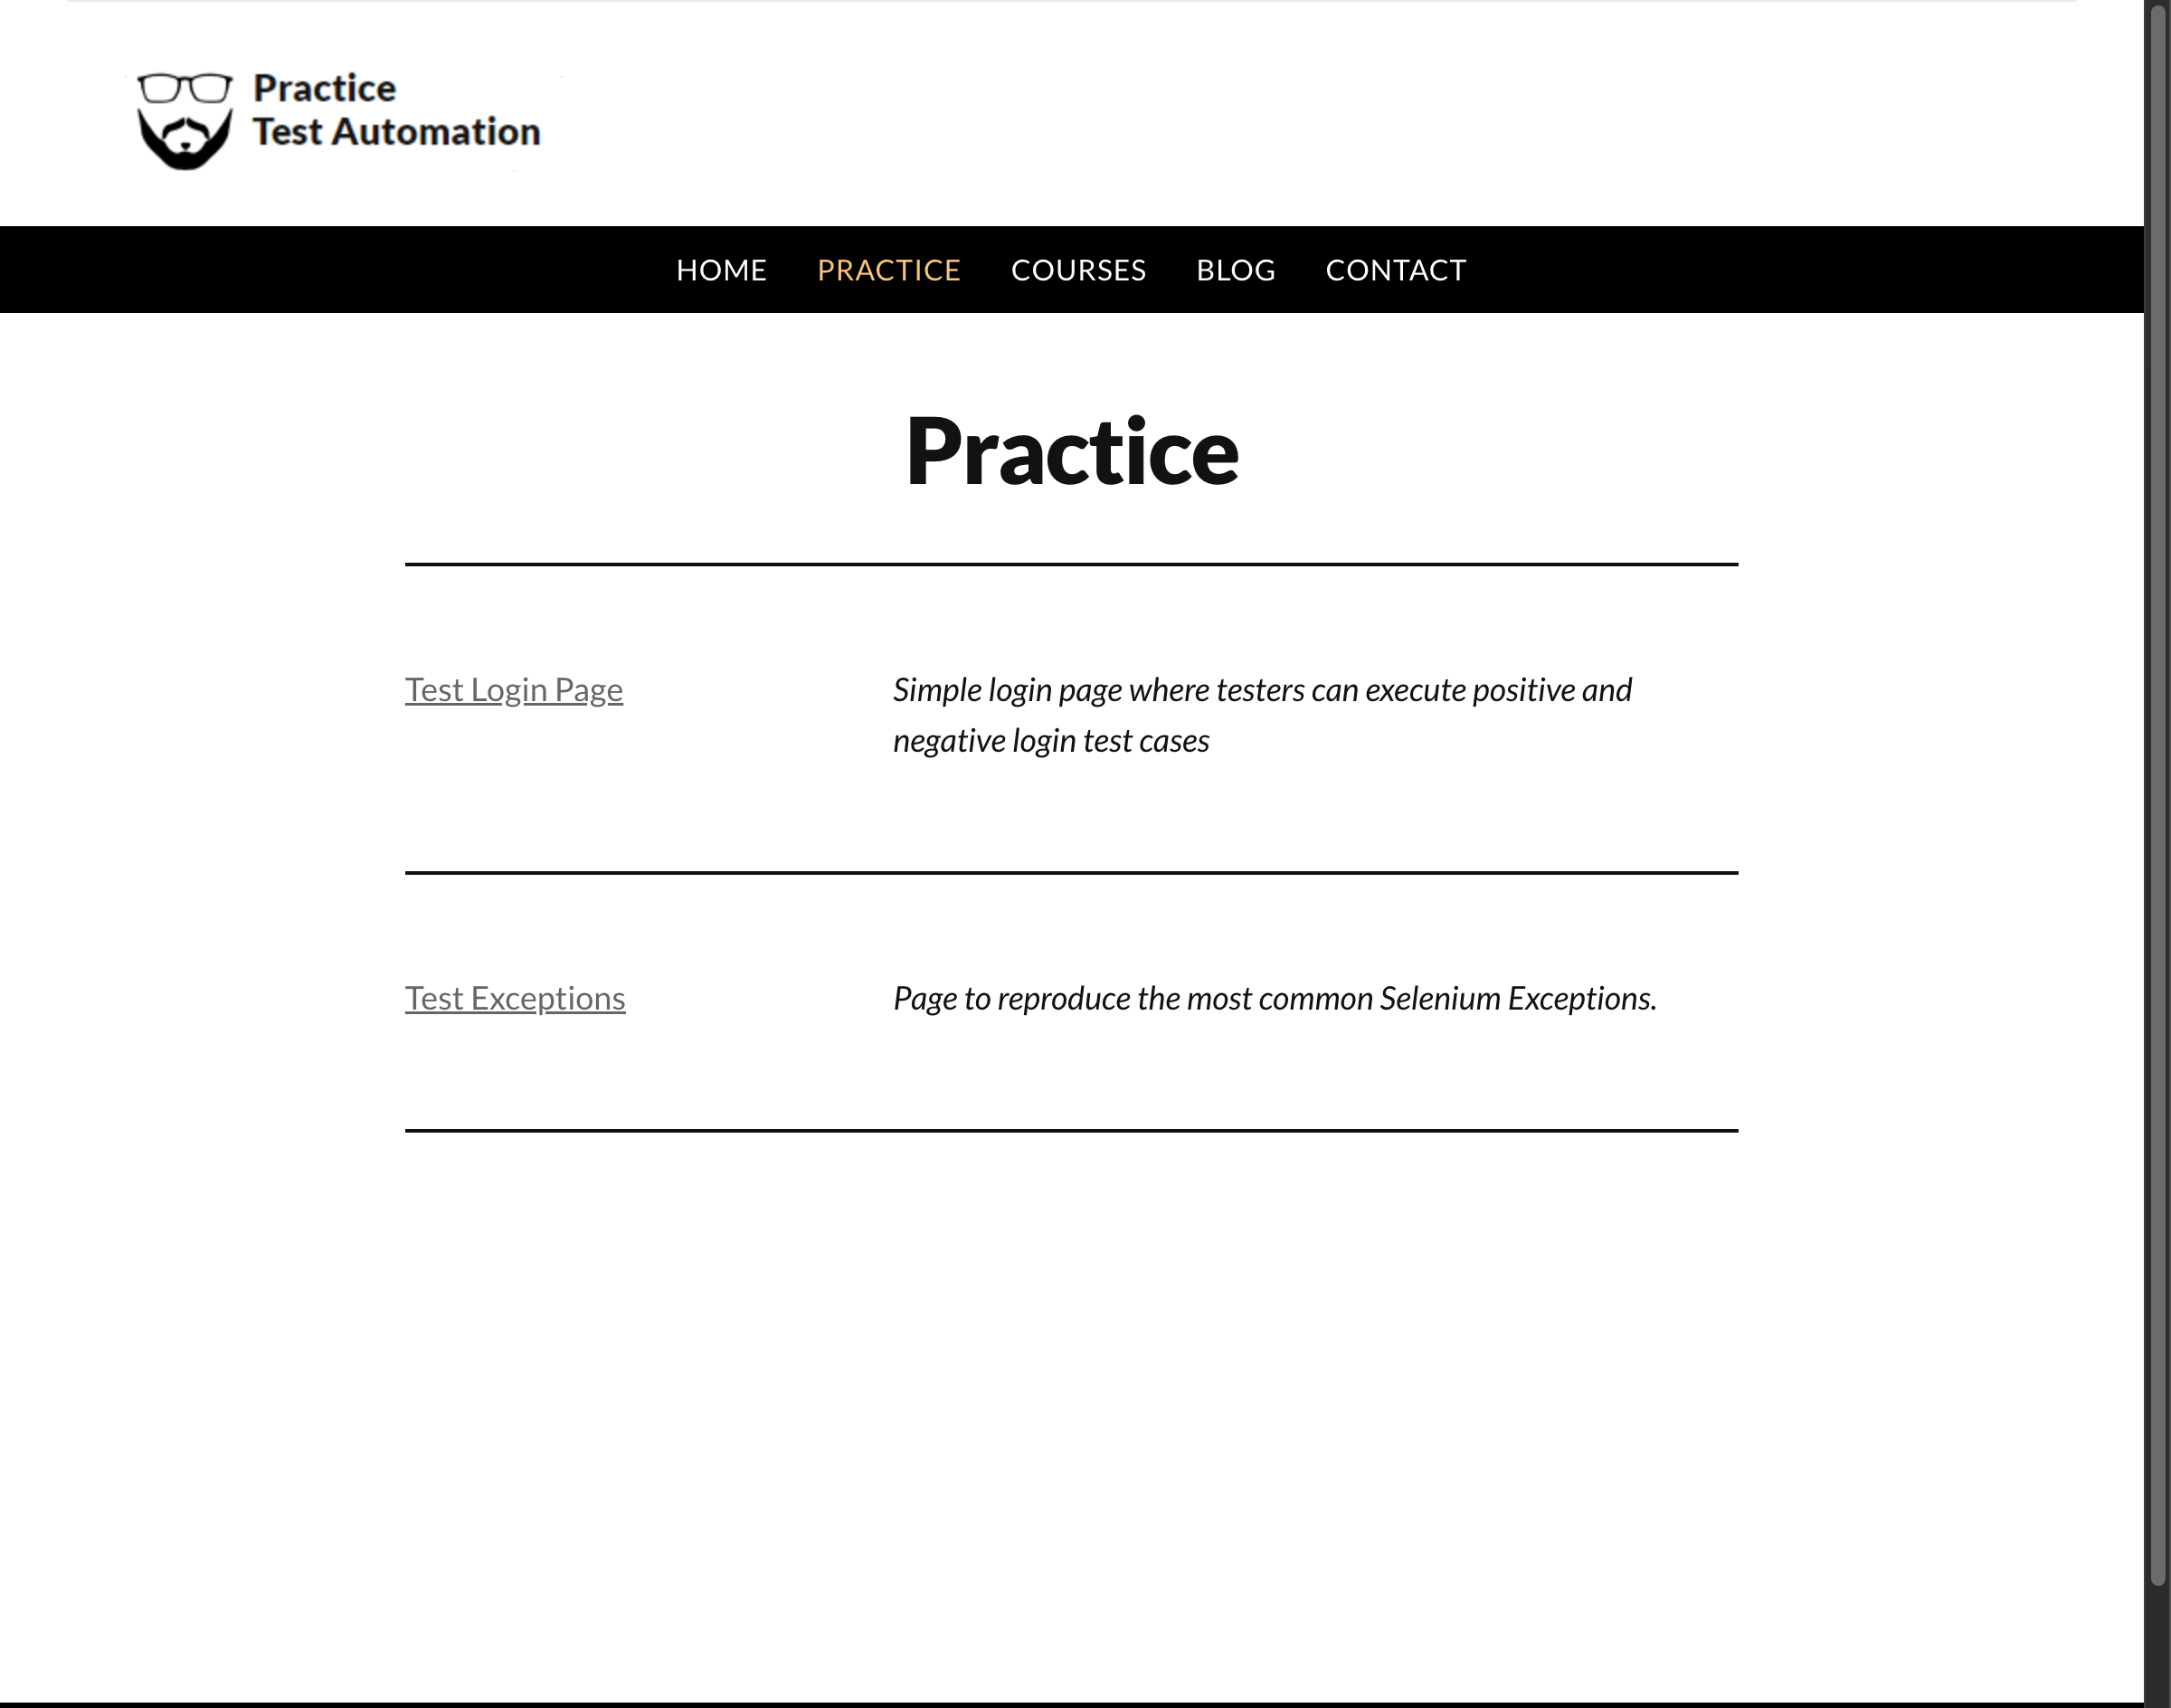 Practice
Test Automation
HOME PRACTICE COURSES BLOG CONTACT
Practice
Test Login Page
Simple login page where testers can execute positive and
negative login test cases
Test Exceptions
Page to reproduce the most common Selenium Exceptions.